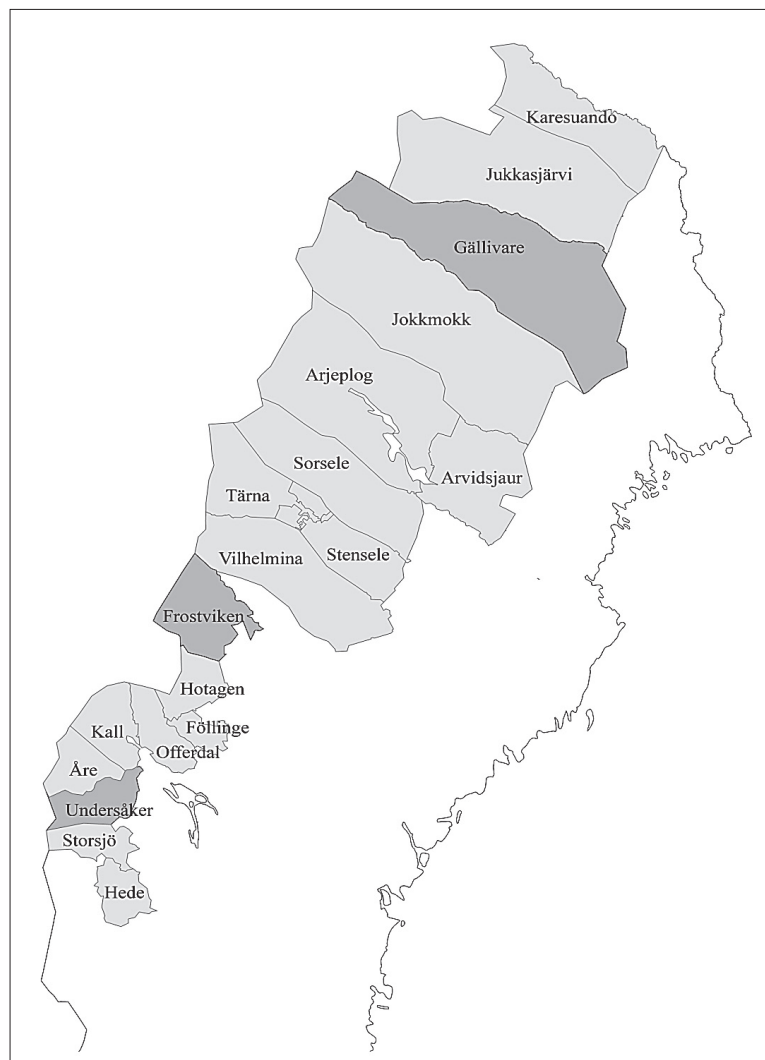 Karesuando
Jukkasjärvi
Gällivare
Jokkmokk
Arjeplog
Arvidsjaur
Sorsele
Tärna
Stensele
Vilhelmina
Frostviken
Hotagen
Föllinge
Kall
Offerdal
Åre
Undersåker
Storsjö
Hede